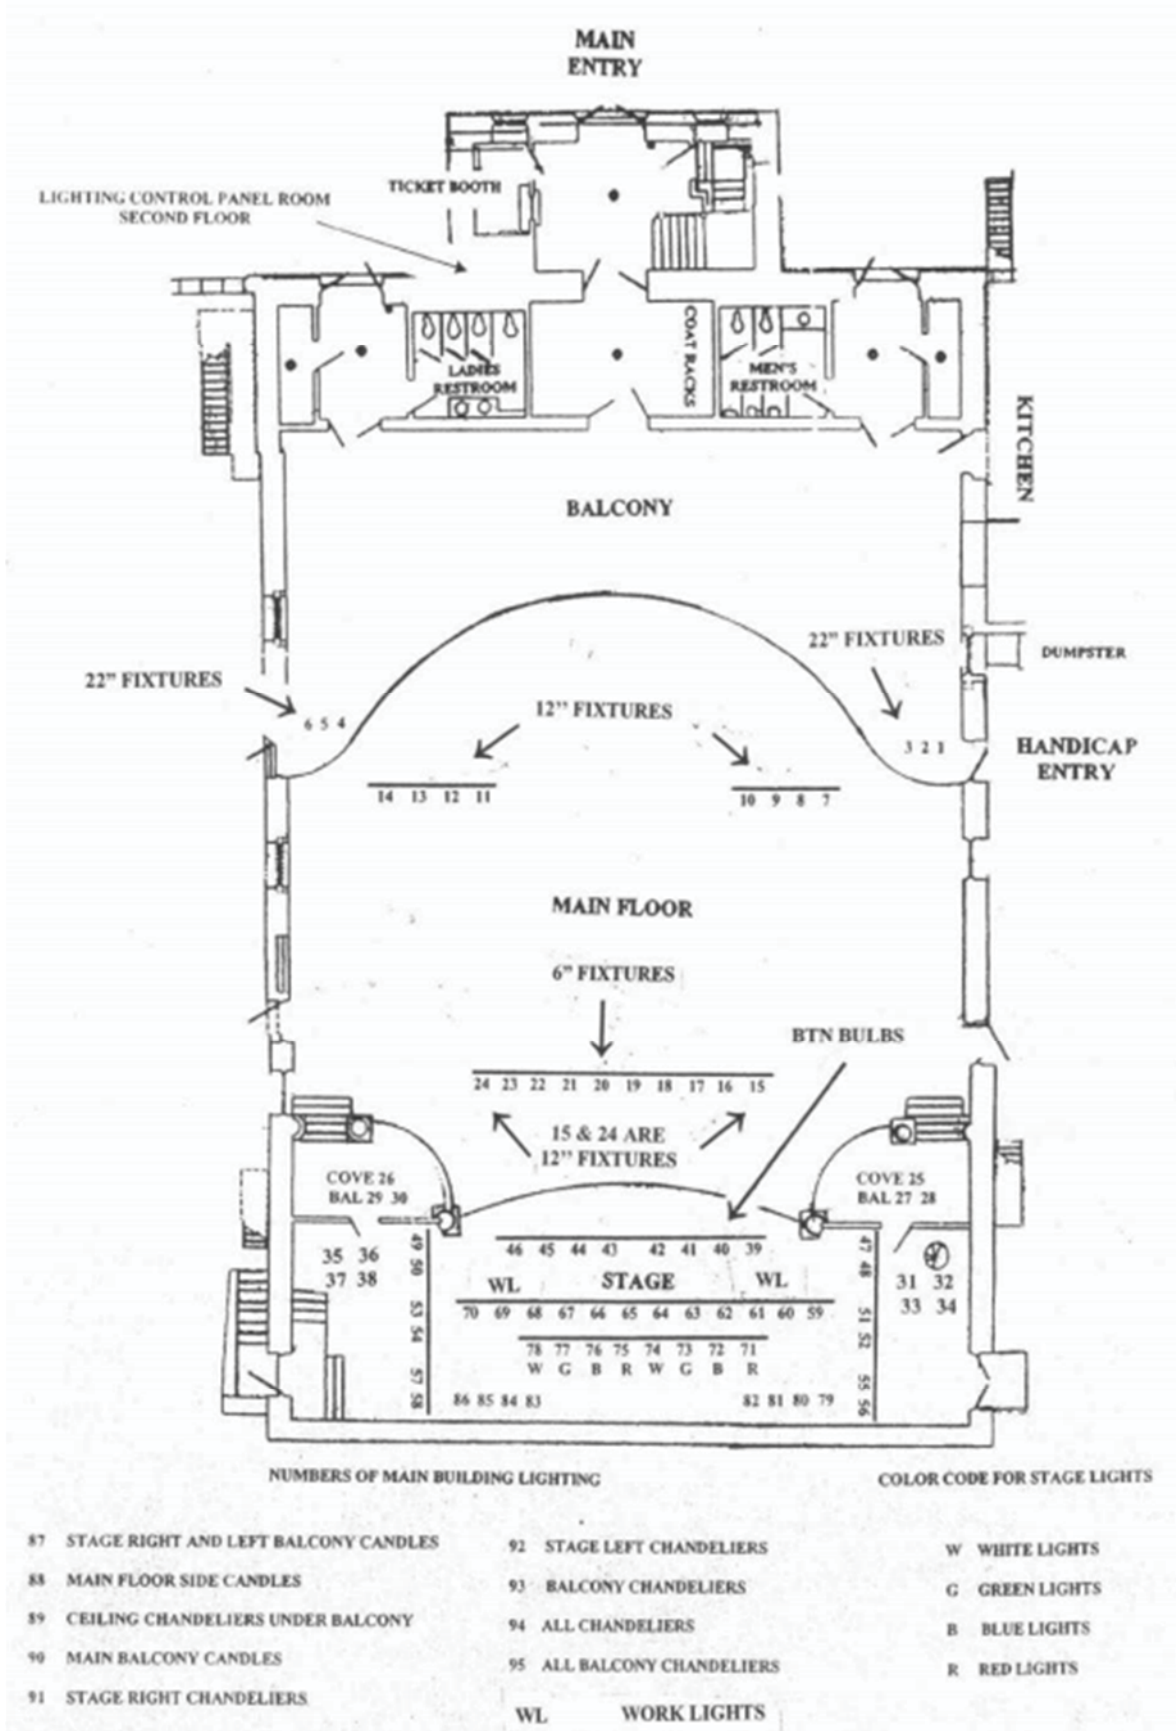 MAIN
ENTRY
TICKET BOOTH
LIGHTING CONTROL PANEL ROOM
SECOND FLOOR
COAT RACKS
LADIES
RESTROOM
MEN'S
RESTROOM
KITCHEN
BALCONY
22” FIXTURES
DUMPSTER
22” FIXTURES
12” FIXTURES
6 5 4
3 2 1
HANDICAP
ENTRY
14 13 12 11
10 9 8 7
MAIN FLOOR
6” FIXTURES
BTN BULBS
24 23 22 21 20 19 18 17 16 15
15 & 24 ARE
12” FIXTURES
COVE 26
BAL 29 30
COVE 25
BAL 27 28
46 45 44 43 42 41 40 39
49 50 53 54 57 58
47 48 51 52 55 56
35 36
37 38
31 32
33 34
WL STAGE WL
70 69 68 67 66 65 64 63 62 61 60 59
78 77 76 75 74 73 72 71
W G B R W G B R
86 85 84 83
82 81 80 79
NUMBERS OF MAIN BUILDING LIGHTING
87 STAGE RIGHT AND LEFT BALCONY CANDLES
88 MAIN FLOOR SIDE CANDLES
89 CEILING CHANDELIERS UNDER BALCONY
90 MAIN BALCONY CANDLES
91 STAGE RIGHT CHANDELIERS
92 STAGE LEFT CHANDELIERS
93 BALCONY CHANDELIERS
94 ALL CHANDELIERS
95 ALL BALCONY CHANDELIERS
WL WORK LIGHTS
COLOR CODE FOR STAGE LIGHTS
W WHITE LIGHTS
G GREEN LIGHTS
B BLUE LIGHTS
R RED LIGHTS